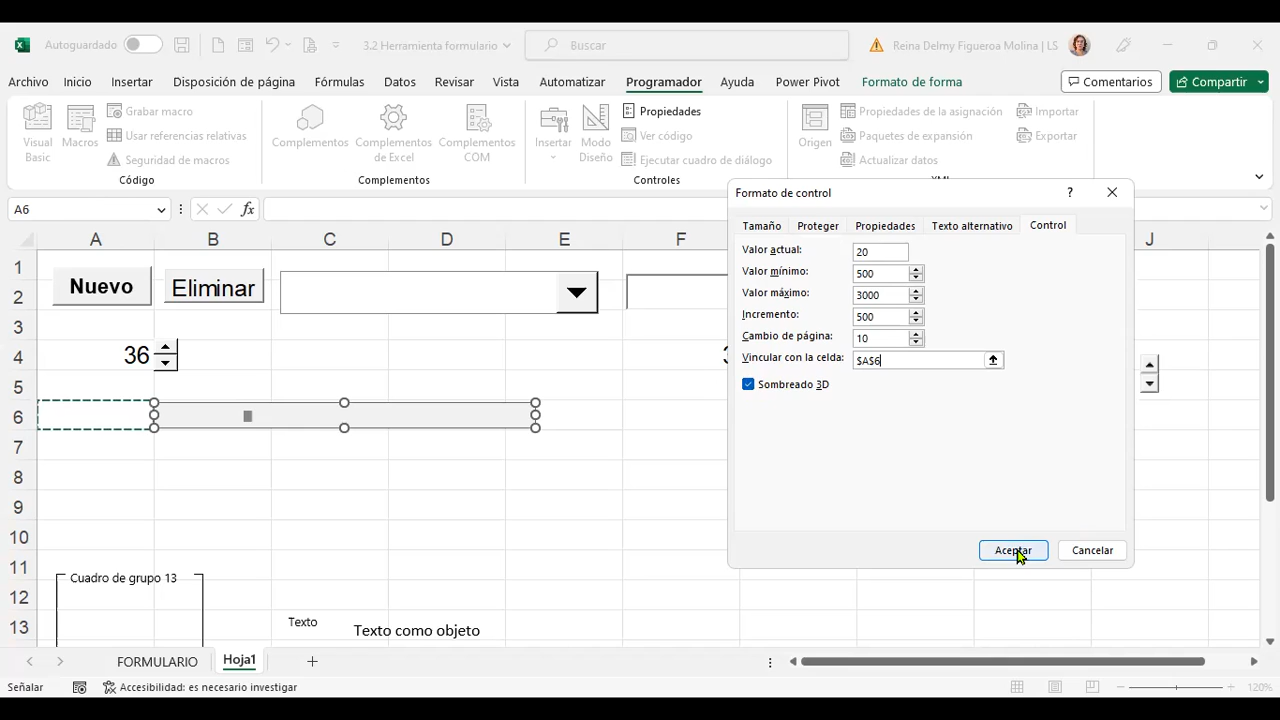 Autoguardado
3.2 Herramienta formulario
Buscar
Reina Delmy Figueroa Molina | LS
Archivo Inicio Insertar Disposición de página Fórmulas Datos Revisar Vista Automatizar Programador Ayuda Power Pivot Formato de forma
Comentarios Compartir
Visual Basic
Macros
Grabar macro
Usar referencias relativas
Seguridad de macros
Código
Complementos
Complementos de Excel
Complementos COM
Complementos
Insertar
Modo Diseño
Propiedades
Ver código
Ejecutar cuadro de diálogo
Controles
Origen
Propiedades de la asignación
Paquetes de expansión
Actualizar datos
Importar
Exportar
A6
fx
A B C D E F J
1
2
3
4
5
6
7
8
9
10
11
12
13
Nuevo
Eliminar
36
Cuadro de grupo 13
Texto
Texto como objeto
Formato de control
?
Tamaño Proteger Propiedades Texto alternativo Control
Valor actual: 20
Valor mínimo: 500
Valor máximo: 3000
Incremento: 500
Cambio de página: 10
Vincular con la celda: $A$6
Sombreado 3D
Aceptar Cancelar
FORMULARIO Hoja1
Señalar
Accesibilidad: es necesario investigar
120%